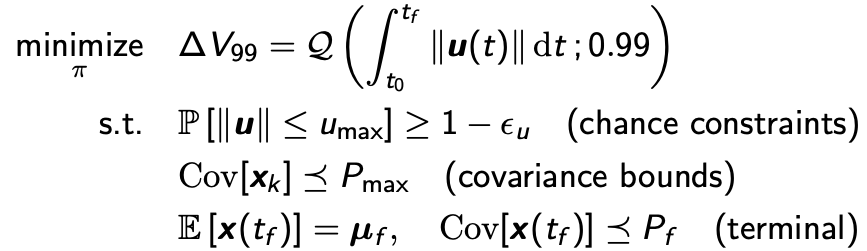 minimize π ΔV₉₉ = 𝒬 ( ∫_{t₀}^{t_f} ‖𝒖(t)‖ dt ; 0.99 )
s.t. ℙ [‖𝒖‖ ≤ u_max] ≥ 1 − ϵ_u (chance constraints)
Cov[𝒙_k] ⪯ P_max (covariance bounds)
𝔼 [𝒙(t_f)] = 𝝁_f, Cov[𝒙(t_f)] ⪯ P_f (terminal)